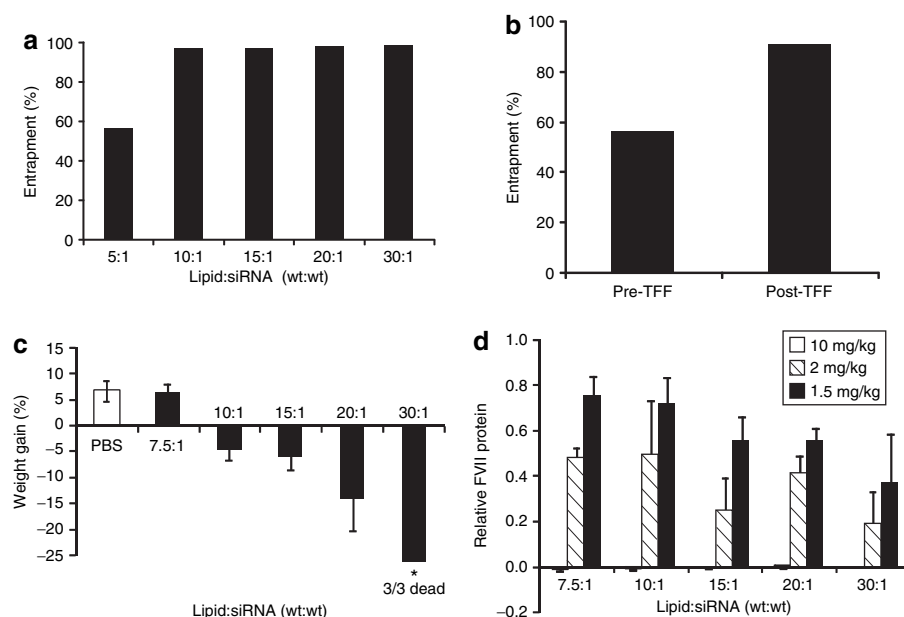 a
100
80
60
40
20
0
Entrapment (%)
5:1 10:1 15:1 20:1 30:1
Lipid:siRNA (wt:wt)
b
100
80
60
40
20
0
Entrapment (%)
Pre-TFF Post-TFF
c
15
10
5
0
−5
−10
−15
−20
−25
Weight gain (%)
PBS 7.5:1 10:1 15:1 20:1 30:1
*
3/3 dead
Lipid:siRNA (wt:wt)
d
1.0
0.8
0.6
0.4
0.2
0.0
−0.2
Relative FVII protein
10 mg/kg
2 mg/kg
1.5 mg/kg
7.5:1 10:1 15:1 20:1 30:1
Lipid:siRNA (wt:wt)